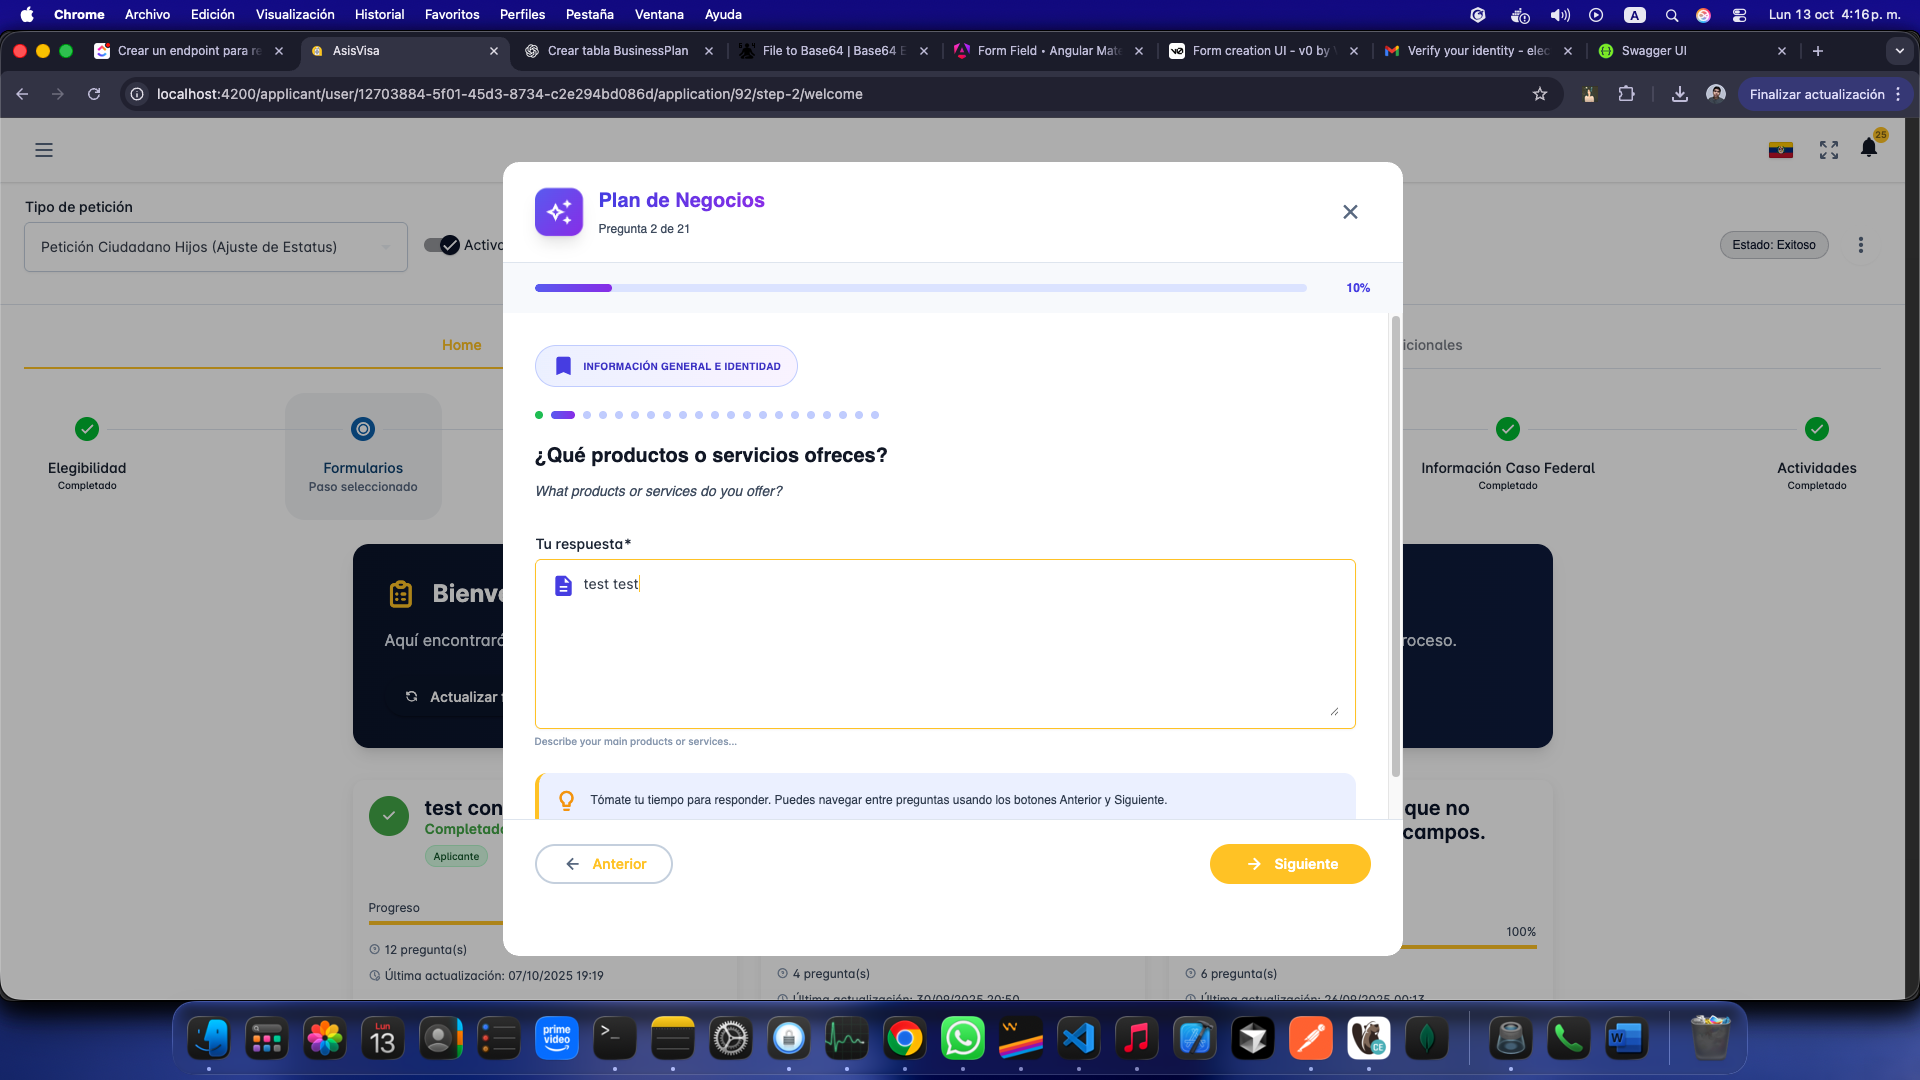 Chrome Archivo Edición Visualización Historial Favoritos Perfiles Pestaña Ventana Ayuda
A
Lun 13 oct 4:16 p. m.
Crear un endpoint para re
AsisVisa
Crear tabla BusinessPlan
File to Base64 | Base64 E
Form Field • Angular Mate
Form creation UI - v0 by
Verify your identity - elec
Swagger UI
localhost:4200/applicant/user/12703884-5f01-45d3-8734-c2e294bd086d/application/92/step-2/welcome
Finalizar actualización
25
Tipo de petición
Petición Ciudadano Hijos (Ajuste de Estatus)
Activo
Estado: Exitoso
Plan de Negocios
Pregunta 2 de 21
10%
Home
icionales
INFORMACIÓN GENERAL E IDENTIDAD
Elegibilidad
Completado
Formularios
Paso seleccionado
Información Caso Federal
Completado
Actividades
Completado
¿Qué productos o servicios ofreces?
What products or services do you offer?
Tu respuesta*
test test
Describe your main products or services...
Tómate tu tiempo para responder. Puedes navegar entre preguntas usando los botones Anterior y Siguiente.
Anterior
Siguiente
Bienve
Aquí encontrará
roceso.
Actualizar
test con
Completado
Aplicante
Progreso
12 pregunta(s)
Última actualización: 07/10/2025 19:19
4 pregunta(s)
Última actualización: 30/09/2025 20:50
que no
campos.
100%
6 pregunta(s)
Última actualización: 26/09/2025 00:13
Lun
13
prime
video
W
CE
W